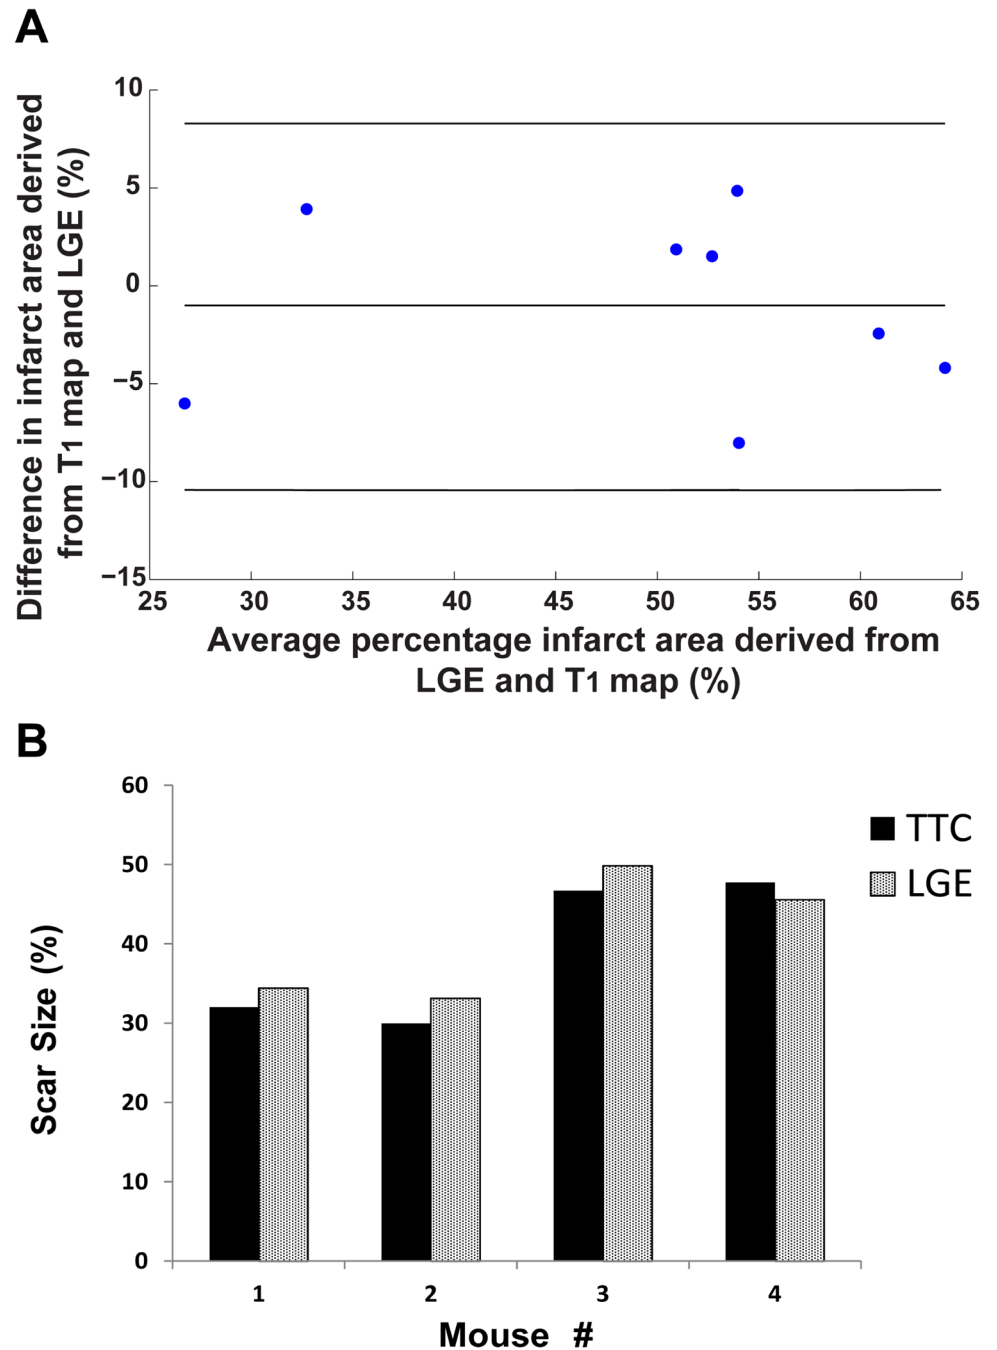 A
Difference in infarct area derived
from T1 map and LGE (%)
10
5
0
−5
−10
−15
25 30 35 40 45 50 55 60 65
Average percentage infarct area derived from
LGE and T1 map (%)
B
Scar Size (%)
60
50
40
30
20
10
0
1 2 3 4
Mouse #
TTC
LGE